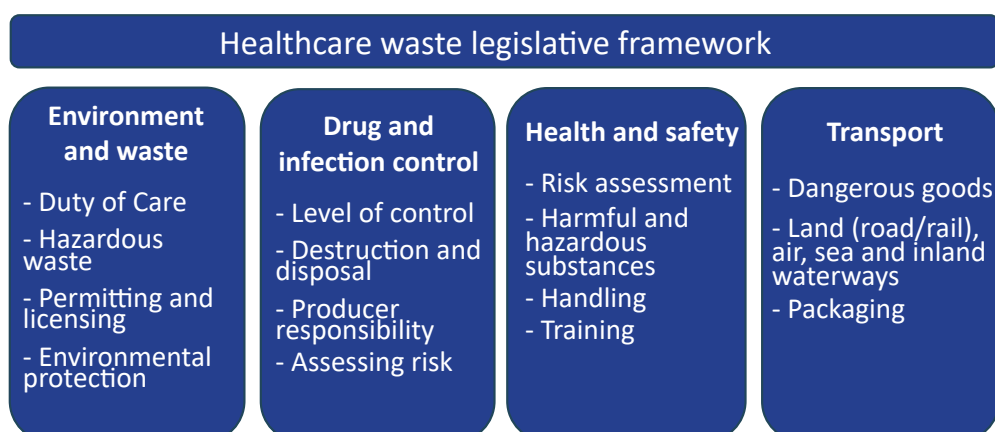 Healthcare waste legislative framework
Environment
and waste
- Duty of Care
- Hazardous
waste
- Permitting and
licensing
- Environmental
protection
Drug and
infection control
- Level of control
- Destruction and
disposal
- Producer
responsibility
- Assessing risk
Health and safety
- Risk assessment
- Harmful and
hazardous
substances
- Handling
- Training
Transport
- Dangerous goods
- Land (road/rail),
air, sea and inland
waterways
- Packaging